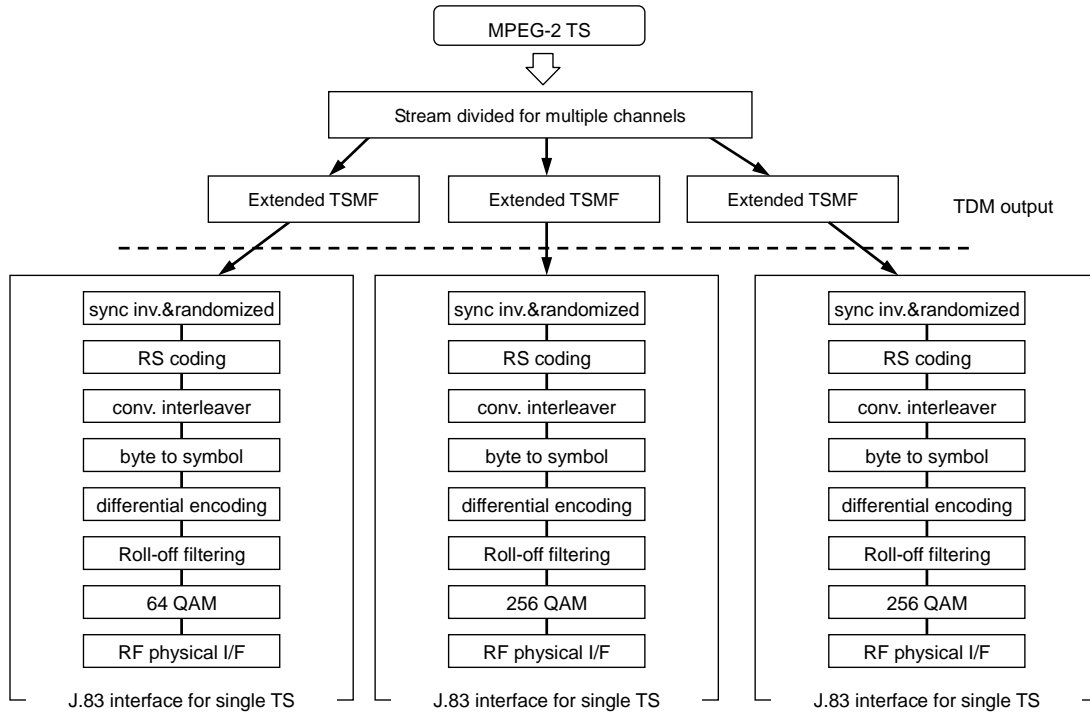 MPEG-2 TS
Stream divided for multiple channels
Extended TSMF
Extended TSMF
Extended TSMF
TDM output
sync inv.&randomized
RS coding
conv. interleaver
byte to symbol
differential encoding
Roll-off filtering
64 QAM
RF physical I/F
J.83 interface for single TS
sync inv.&randomized
RS coding
conv. interleaver
byte to symbol
differential encoding
Roll-off filtering
256 QAM
RF physical I/F
J.83 interface for single TS
sync inv.&randomized
RS coding
conv. interleaver
byte to symbol
differential encoding
Roll-off filtering
256 QAM
RF physical I/F
J.83 interface for single TS